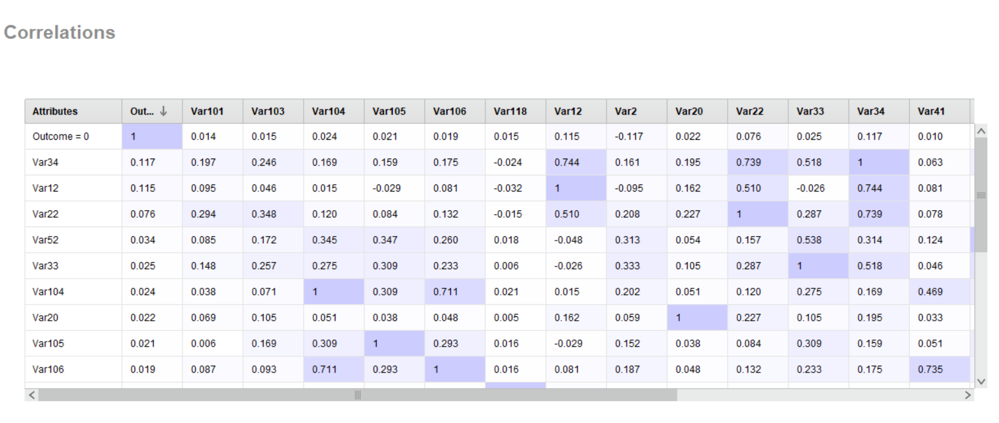 Correlations
Attributes Out... ↓ Var101 Var103 Var104 Var105 Var106 Var118 Var12 Var2 Var20 Var22 Var33 Var34 Var41
Outcome = 0 1 0.014 0.015 0.024 0.021 0.019 0.015 0.115 -0.117 0.022 0.076 0.025 0.117 0.010
Var34 0.117 0.197 0.246 0.169 0.159 0.175 -0.024 0.744 0.161 0.195 0.739 0.518 1 0.063
Var12 0.115 0.095 0.046 0.015 -0.029 0.081 -0.032 1 -0.095 0.162 0.510 -0.026 0.744 0.081
Var22 0.076 0.294 0.348 0.120 0.084 0.132 -0.015 0.510 0.208 0.227 1 0.287 0.739 0.078
Var52 0.034 0.085 0.172 0.345 0.347 0.260 0.018 -0.048 0.313 0.054 0.157 0.538 0.314 0.124
Var33 0.025 0.148 0.257 0.275 0.309 0.233 0.006 -0.026 0.333 0.105 0.287 1 0.518 0.046
Var104 0.024 0.038 0.071 1 0.309 0.711 0.021 0.015 0.202 0.051 0.120 0.275 0.169 0.469
Var20 0.022 0.069 0.105 0.051 0.038 0.048 0.005 0.162 0.059 1 0.227 0.105 0.195 0.033
Var105 0.021 0.006 0.169 0.309 1 0.293 0.016 -0.029 0.152 0.038 0.084 0.309 0.159 0.051
Var106 0.019 0.087 0.093 0.711 0.293 1 0.016 0.081 0.187 0.048 0.132 0.233 0.175 0.735